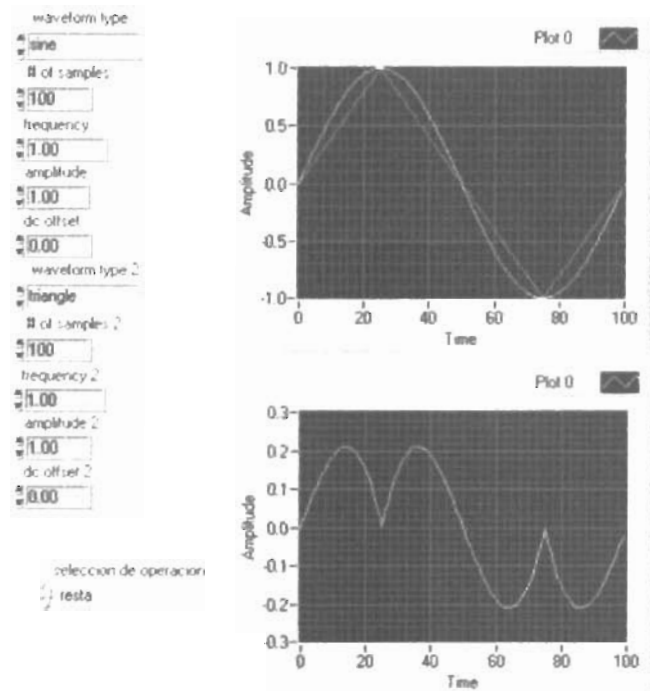 waveform type
sine
# of samples
100
frequency
1.00
amplitude
1.00
dc offset
0.00
waveform type 2
triangle
# of samples 2
100
frequency 2
1.00
amplitude 2
1.00
dc offset 2
0.00
seleccion de operacion
resta
Plot 0
1.0
0.5
0.0
-0.5
-1.0
Amplitude
0 20 40 60 80 100
Time
Plot 0
0.3
0.2
0.1
0.0
-0.1
-0.2
-0.3
Amplitude
0 20 40 60 80 100
Time